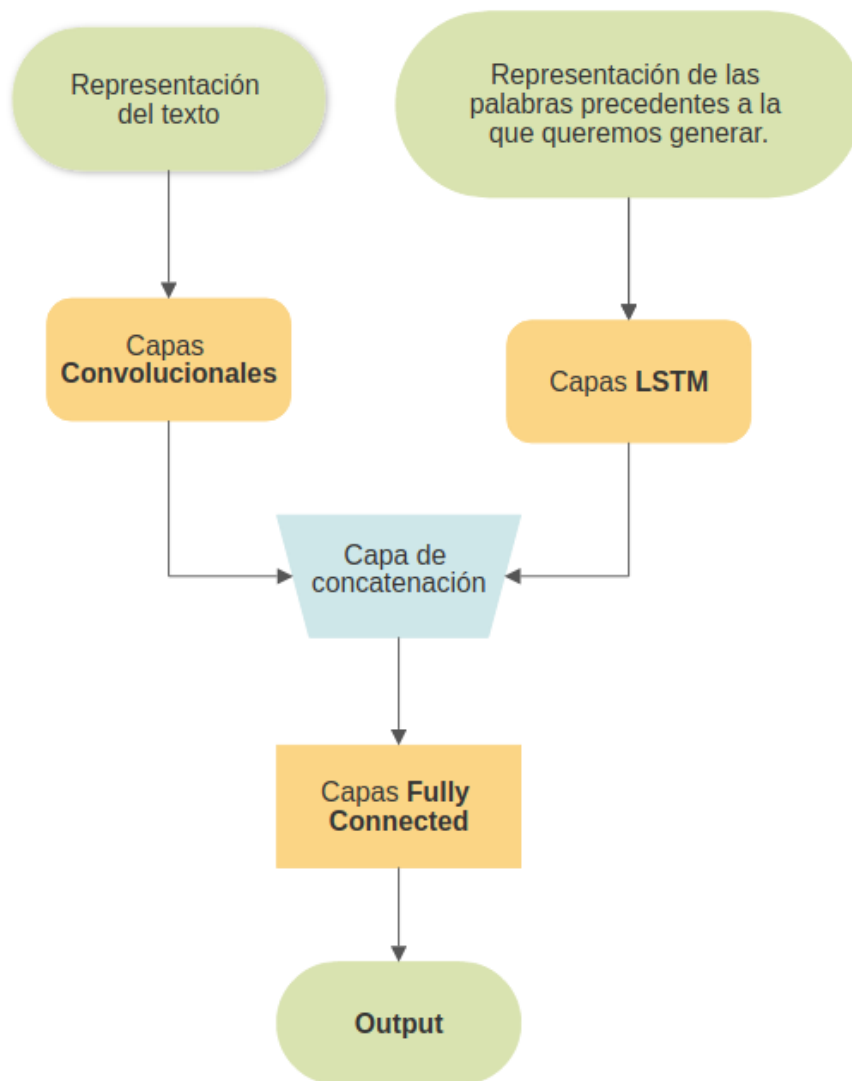 Representación
del texto
Representación de las
palabras precedentes a la
que queremos generar.
Capas
Convolucionales
Capas LSTM
Capa de
concatenación
Capas Fully
Connected
Output